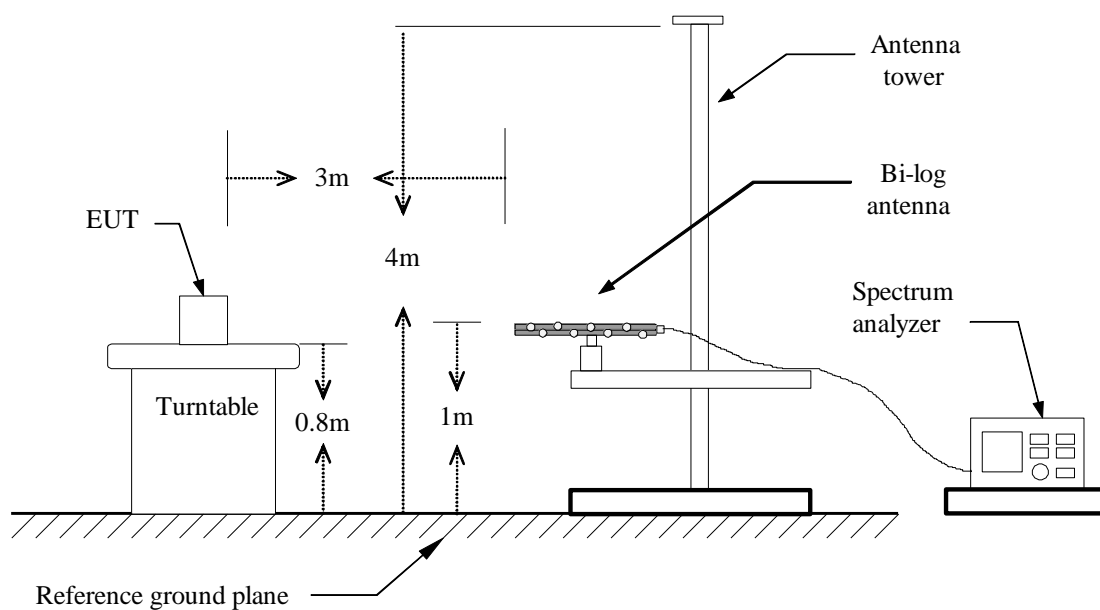 Antenna
tower
3m
Bi-log
antenna
EUT
4m
Spectrum
analyzer
Turntable
0.8m
1m
Reference ground plane